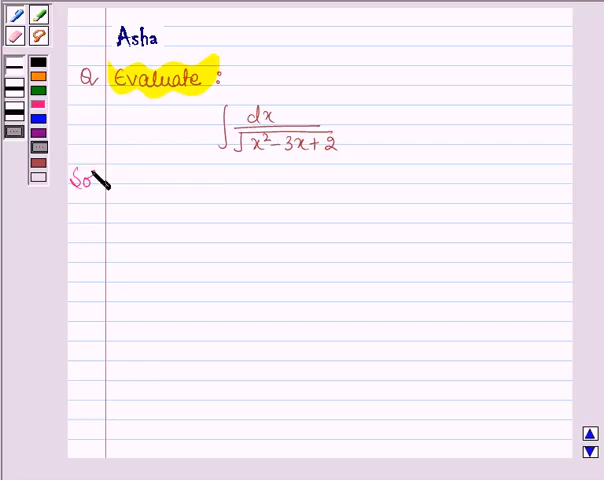 Asha
Q Evaluate :
∫ dx / √(x² - 3x + 2)
So